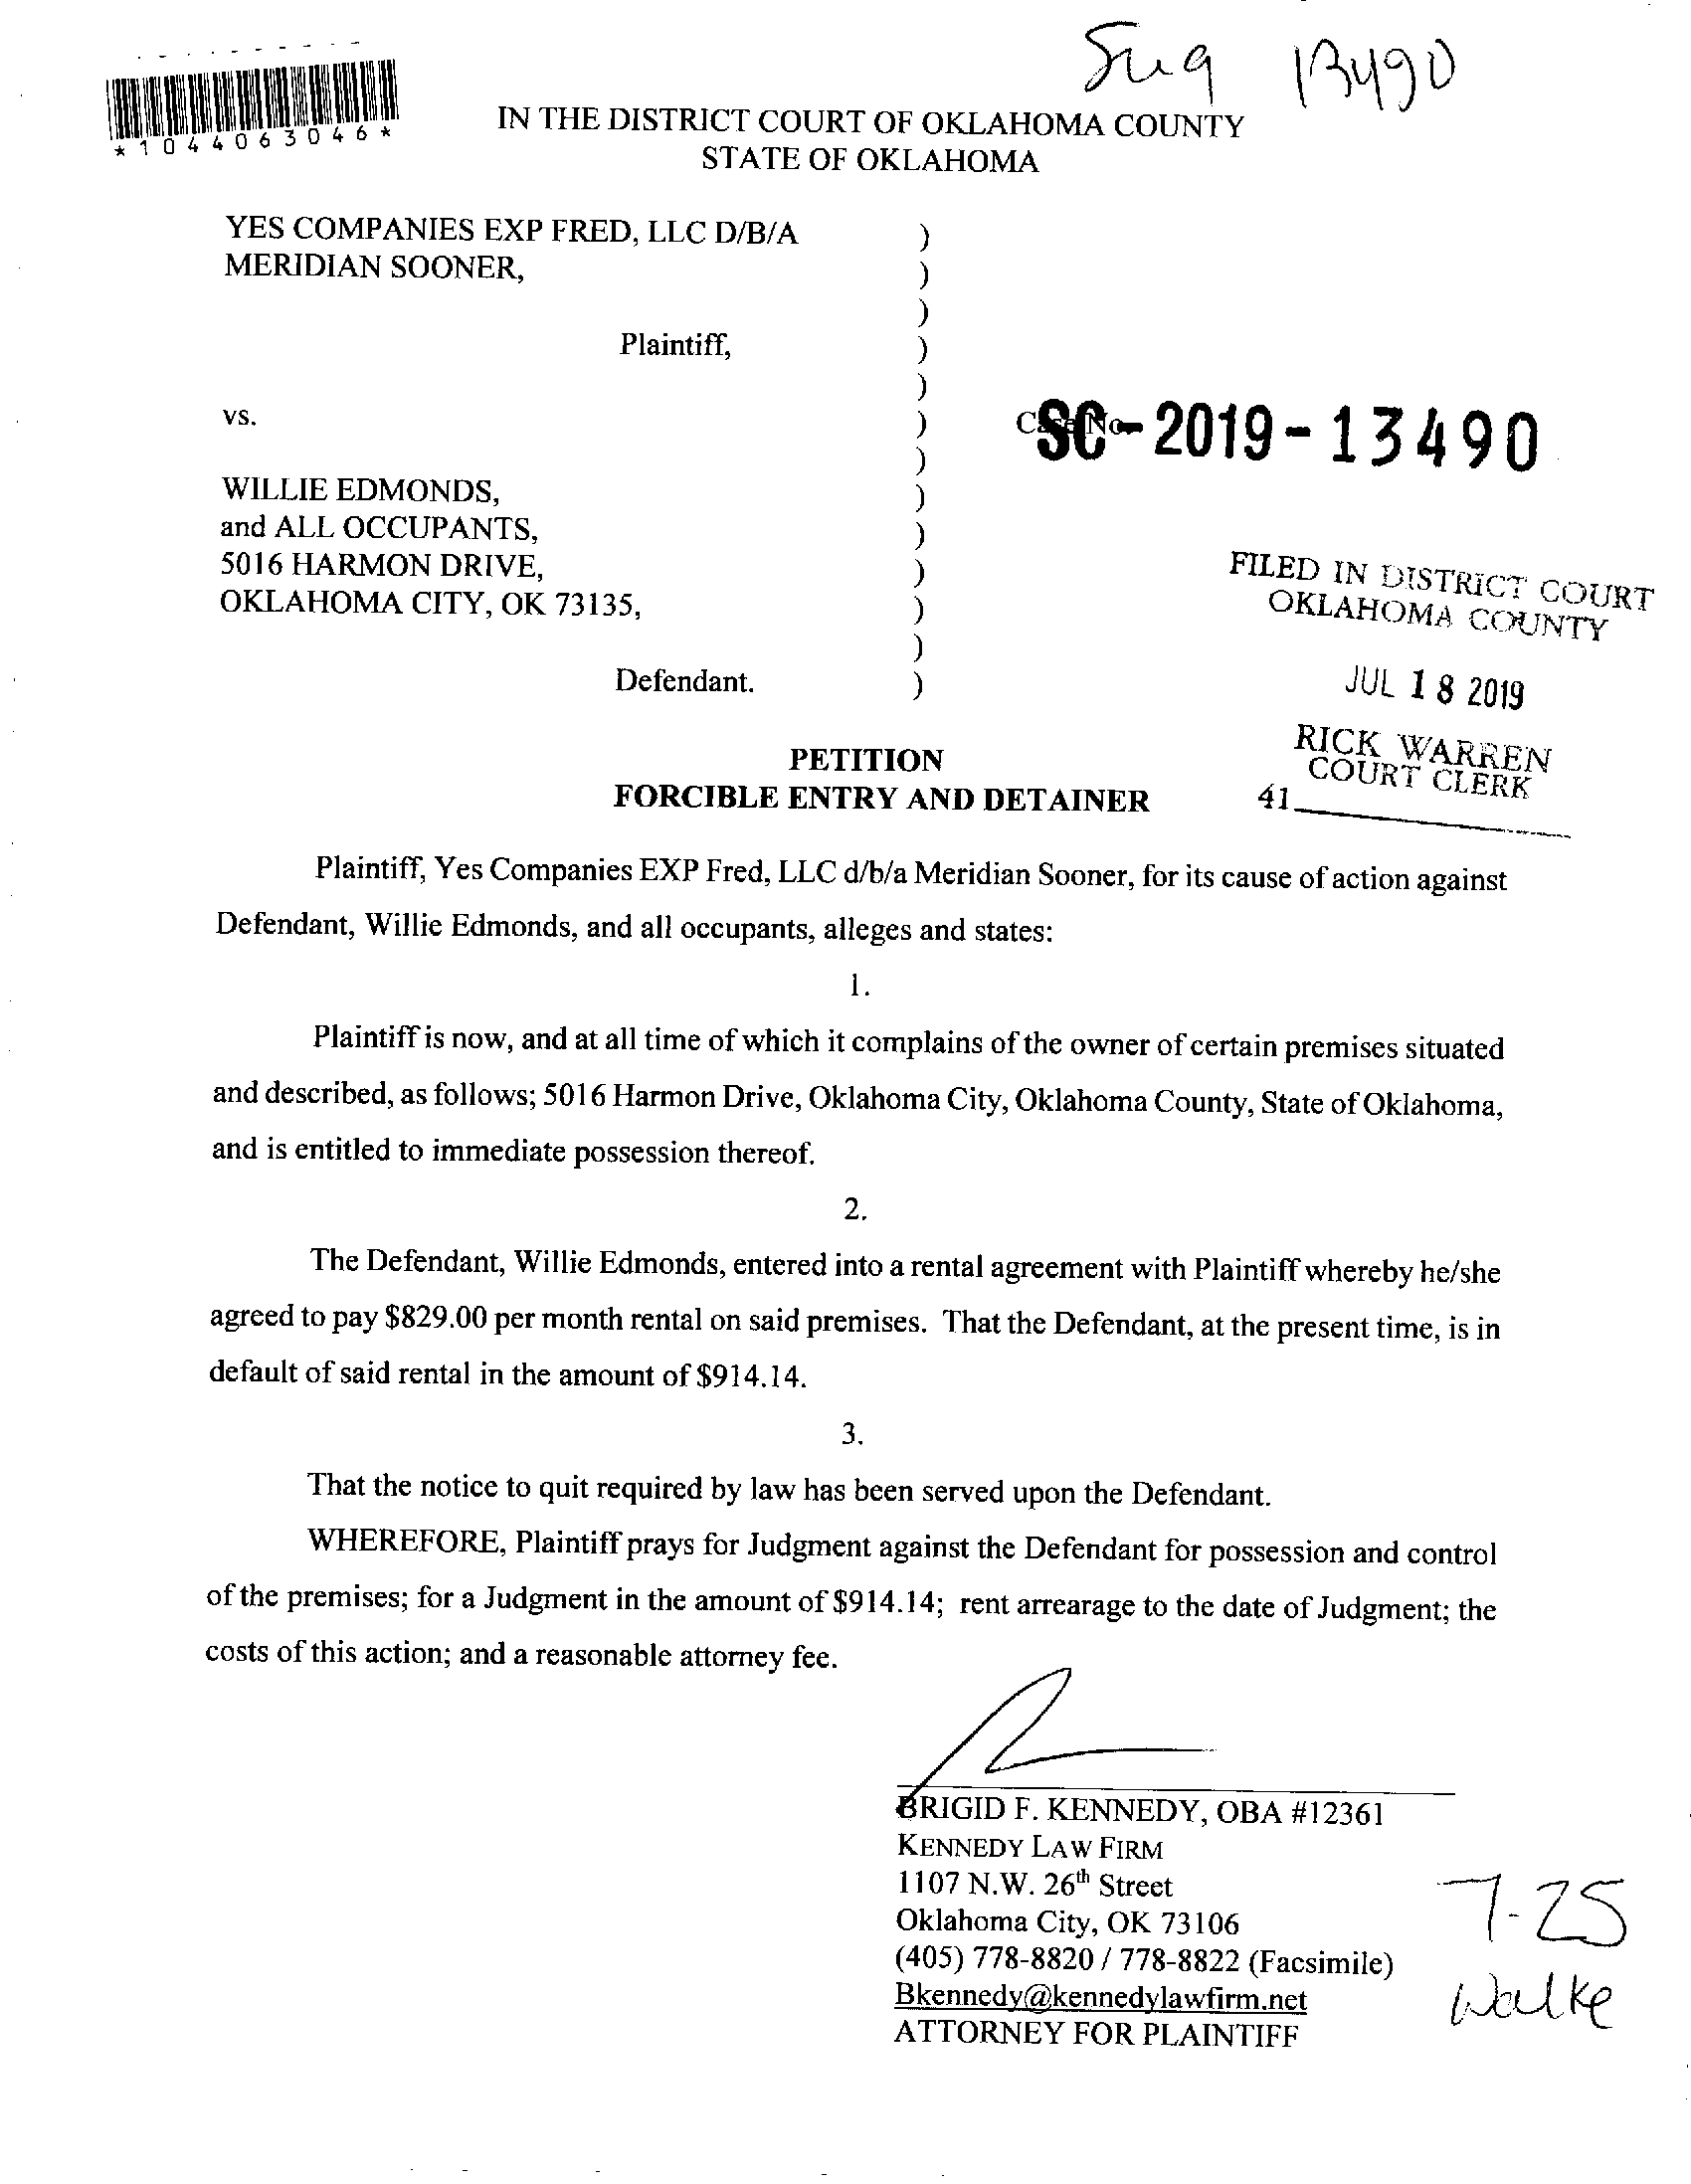 13490
*1044063046*
IN THE DISTRICT COURT OF OKLAHOMA COUNTY
STATE OF OKLAHOMA
YES COMPANIES EXP FRED, LLC D/B/A )
MERIDIAN SOONER, )
)
Plaintiff, )
)
vs. ) Case No. SC-2019-13490
)
WILLIE EDMONDS, )
and ALL OCCUPANTS, )
5016 HARMON DRIVE, )
OKLAHOMA CITY, OK 73135, )
)
Defendant. )
FILED IN DISTRICT COURT
OKLAHOMA COUNTY
JUL 18 2019
RICK WARREN
COURT CLERK
41
PETITION
FORCIBLE ENTRY AND DETAINER
Plaintiff, Yes Companies EXP Fred, LLC d/b/a Meridian Sooner, for its cause of action against
Defendant, Willie Edmonds, and all occupants, alleges and states:
1.
Plaintiff is now, and at all time of which it complains of the owner of certain premises situated
and described, as follows; 5016 Harmon Drive, Oklahoma City, Oklahoma County, State of Oklahoma,
and is entitled to immediate possession thereof.
2.
The Defendant, Willie Edmonds, entered into a rental agreement with Plaintiff whereby he/she
agreed to pay $829.00 per month rental on said premises. That the Defendant, at the present time, is in
default of said rental in the amount of $914.14.
3.
That the notice to quit required by law has been served upon the Defendant.
WHEREFORE, Plaintiff prays for Judgment against the Defendant for possession and control
of the premises; for a Judgment in the amount of $914.14; rent arrearage to the date of Judgment; the
costs of this action; and a reasonable attorney fee.
BRIGID F. KENNEDY, OBA #12361
KENNEDY LAW FIRM
1107 N.W. 26th Street
Oklahoma City, OK 73106
(405) 778-8820 / 778-8822 (Facsimile)
Bkennedy@kennedylawfirm.net
ATTORNEY FOR PLAINTIFF
7-25
Walke